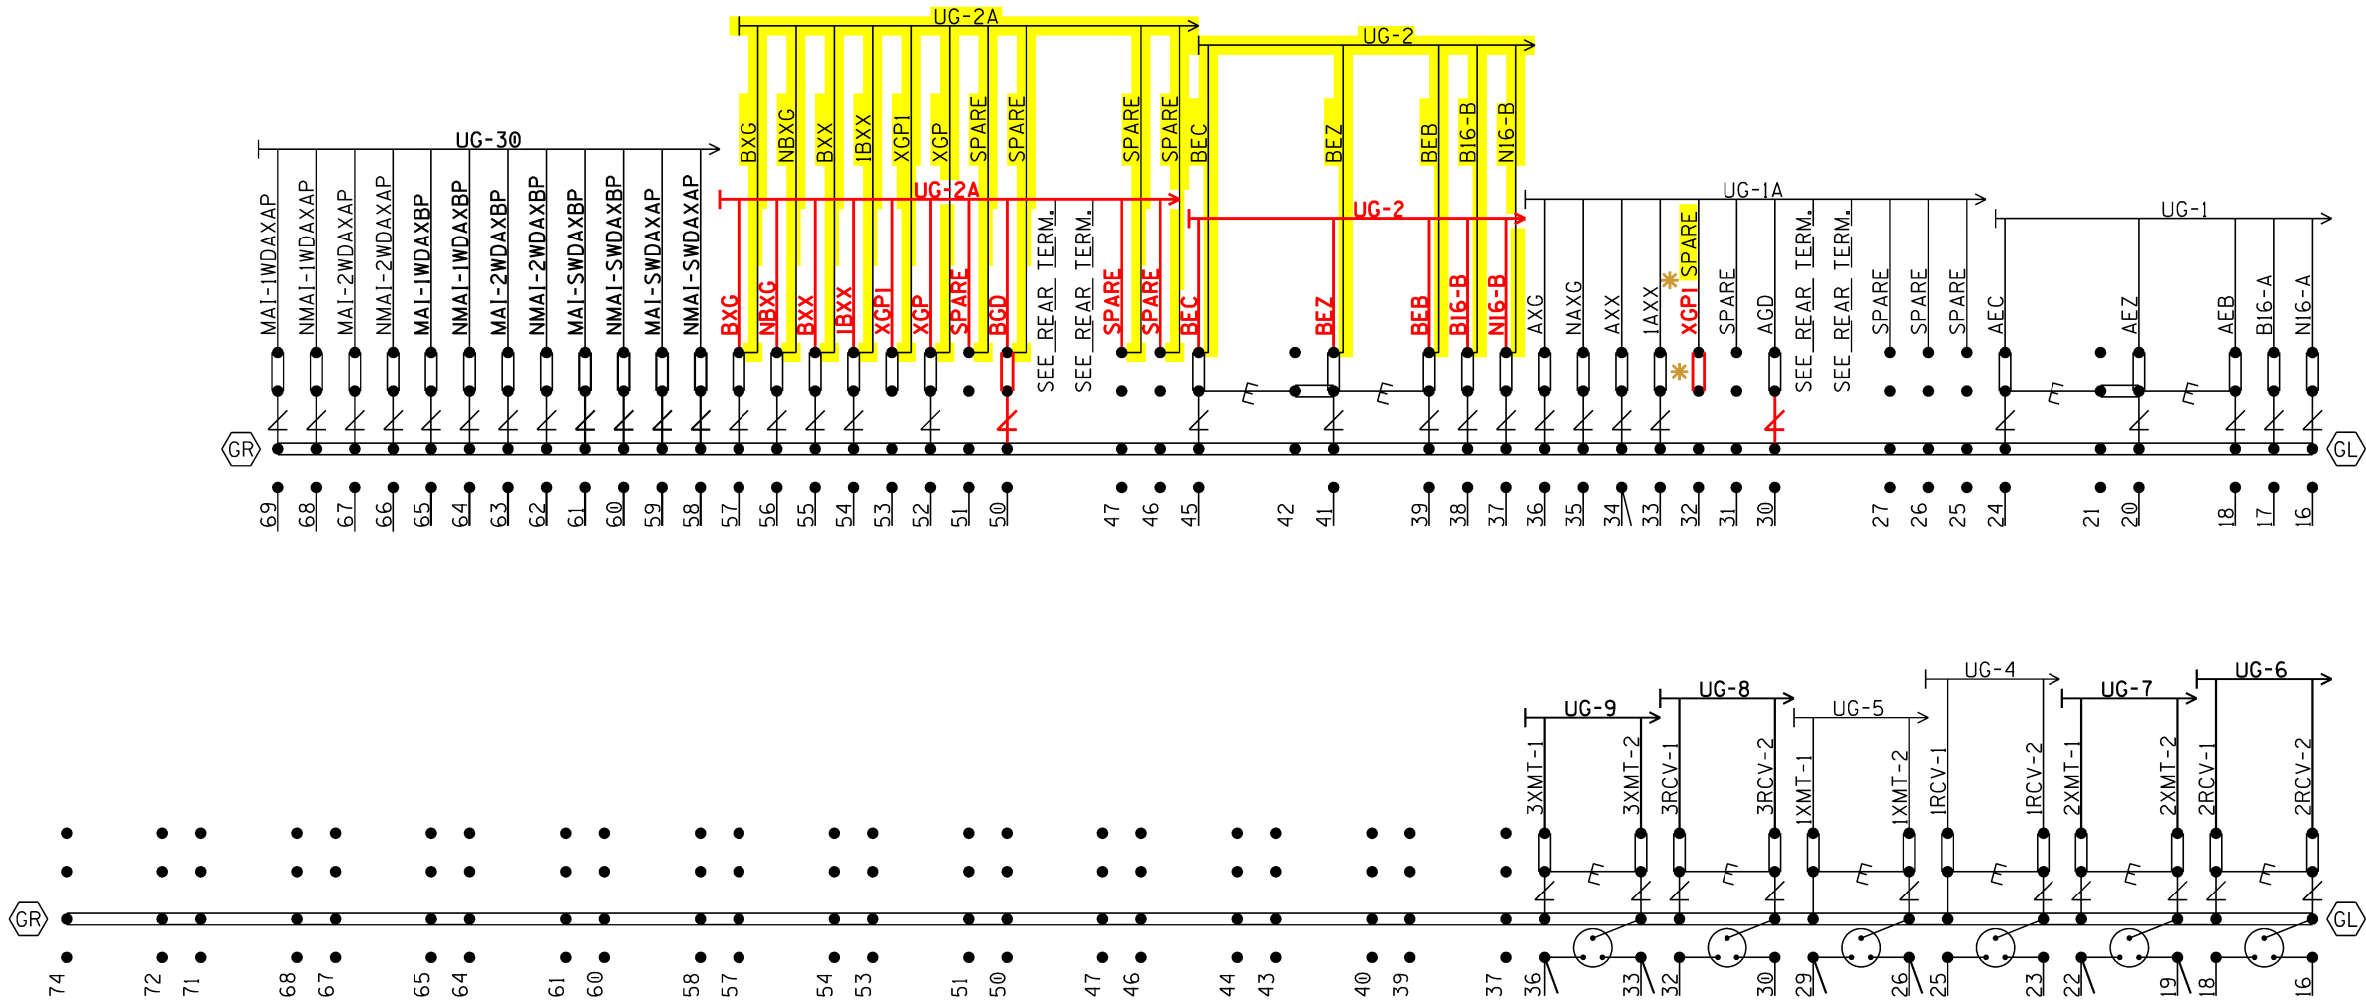 UG-2A
UG-2
BXG NBXG BXX 1BXX XGP1 XGP SPARE SPARE SPARE SPARE BEC BEZ BEB B16-B N16-B
UG-30
UG-2A
UG-2
UG-1A
UG-1
MAI-1WDAXAP
NMAI-1WDAXAP
MAI-2WDAXAP
NMAI-2WDAXAP
MAI-1WDAXBP
NMAI-1WDAXBP
MAI-2WDAXBP
NMAI-2WDAXBP
MAI-SWDAXBP
NMAI-SWDAXBP
MAI-SWDAXAP
NMAI-SWDAXAP
BXG
NBXG
BXX
1BXX
XGP1
XGP
SPARE
BGD
SEE REAR TERM.
SEE REAR TERM.
SPARE
SPARE
BEC
BEZ
BEB
B16-B
N16-B
AXG
NAXG
AXX
1AXX
* SPARE
XGP1
*
SPARE
AGD
SEE REAR TERM.
SEE REAR TERM.
SPARE
SPARE
SPARE
AEC
AEZ
AEB
B16-A
N16-A
E E E E
GR GL
69 68 67 66 65 64 63 62 61 60 59 58 57 56 55 54 53 52 51 50 47 46 45 42 41 39 38 37 36 35 34 33 32 31 30 27 26 25 24 21 20 18 17 16
UG-9 UG-8 UG-5 UG-4 UG-7 UG-6
3XMT-1 3XMT-2 3RCV-1 3RCV-2 1XMT-1 1XMT-2 1RCV-1 1RCV-2 2XMT-1 2XMT-2 2RCV-1 2RCV-2
E E E E E E
GR GL
74 72 71 68 67 65 64 61 60 58 57 54 53 51 50 47 46 44 43 40 39 37 36 33 32 30 29 26 25 23 22 19 18 16